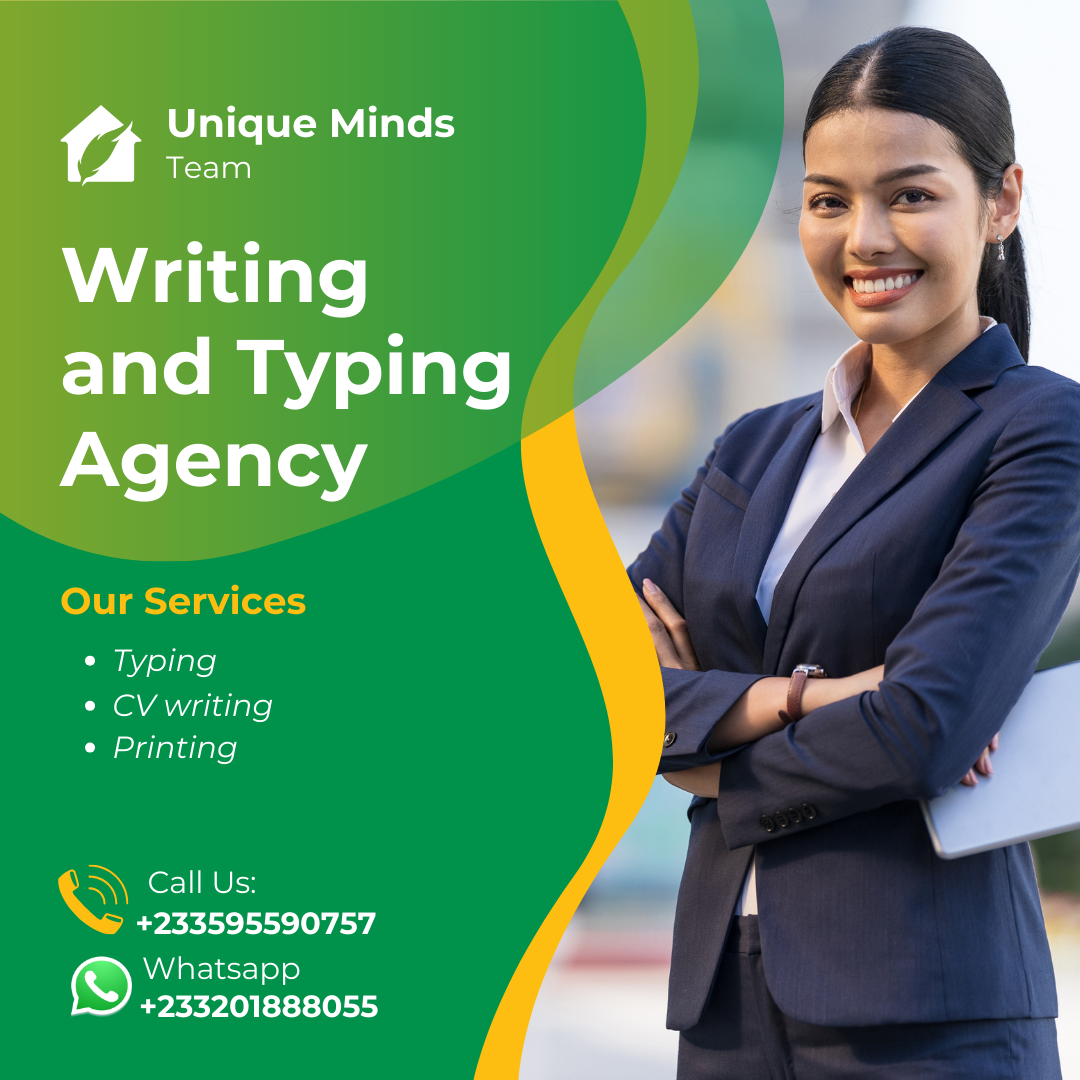 Unique Minds
Team
Writing
and Typing
Agency
Our Services
• Typing
• CV writing
• Printing
Call Us:
+233595590757
Whatsapp
+233201888055